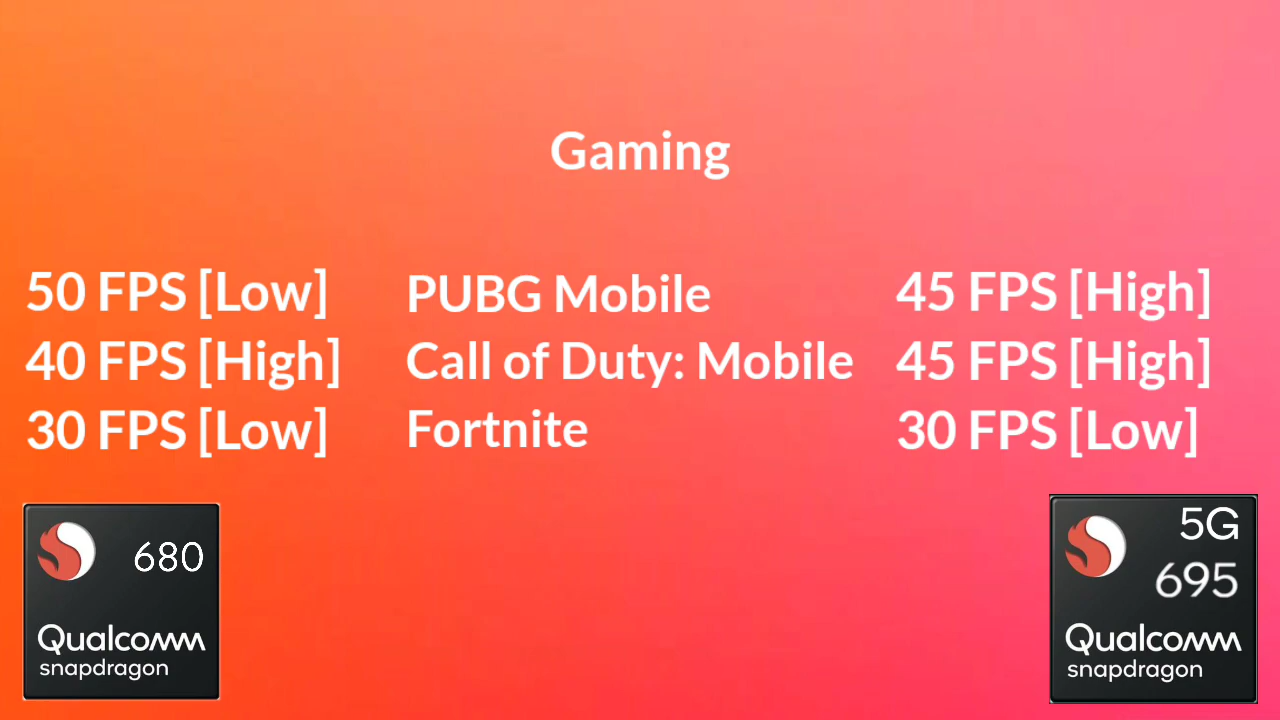 Gaming
50 FPS [Low] PUBG Mobile 45 FPS [High]
40 FPS [High] Call of Duty: Mobile 45 FPS [High]
30 FPS [Low] Fortnite 30 FPS [Low]
680
Qualcomm
snapdragon
5G
695
Qualcomm
snapdragon